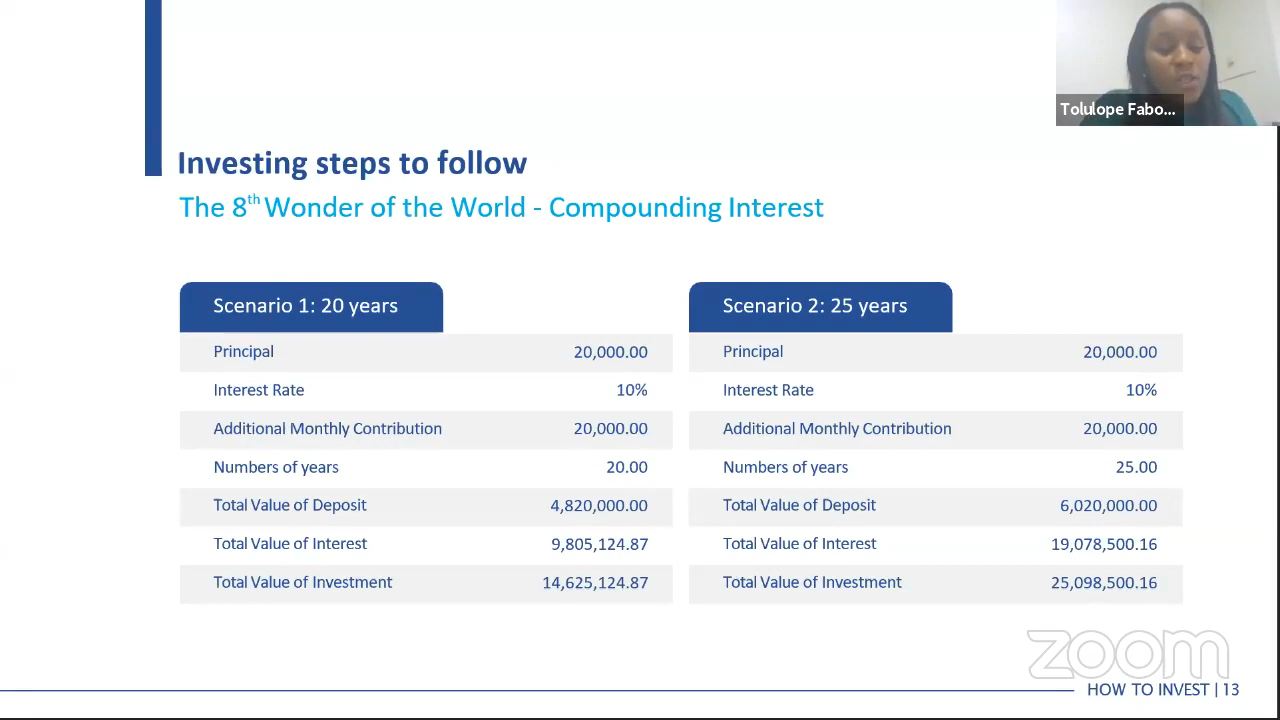 Tolulope Fabo...
Investing steps to follow
The 8th Wonder of the World - Compounding Interest
Scenario 1: 20 years
Principal 20,000.00
Interest Rate 10%
Additional Monthly Contribution 20,000.00
Numbers of years 20.00
Total Value of Deposit 4,820,000.00
Total Value of Interest 9,805,124.87
Total Value of Investment 14,625,124.87
Scenario 2: 25 years
Principal 20,000.00
Interest Rate 10%
Additional Monthly Contribution 20,000.00
Numbers of years 25.00
Total Value of Deposit 6,020,000.00
Total Value of Interest 19,078,500.16
Total Value of Investment 25,098,500.16
zoom
HOW TO INVEST | 13